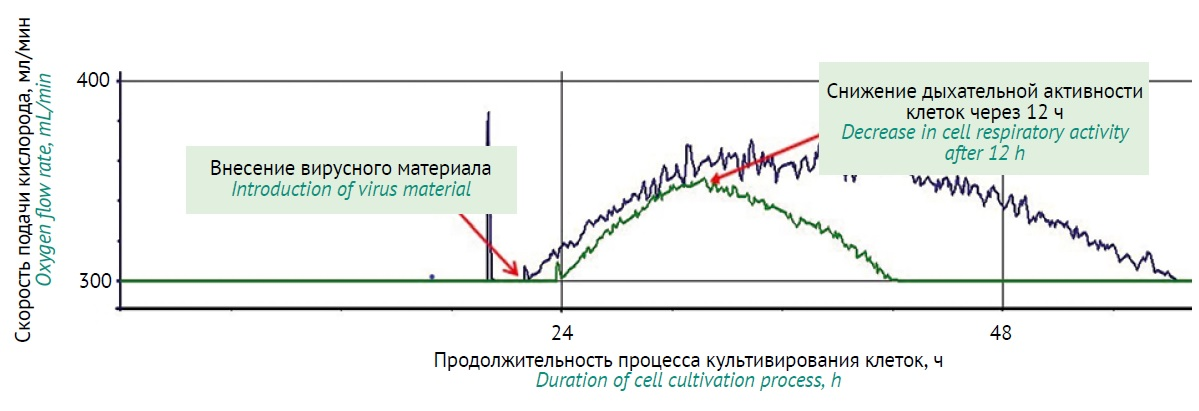 Скорость подачи кислорода, мл/мин
Oxygen flow rate, mL/min
400
300
Внесение вирусного материала
Introduction of virus material
Снижение дыхательной активности
клеток через 12 ч
Decrease in cell respiratory activity
after 12 h
24
48
Продолжительность процесса культивирования клеток, ч
Duration of cell cultivation process, h